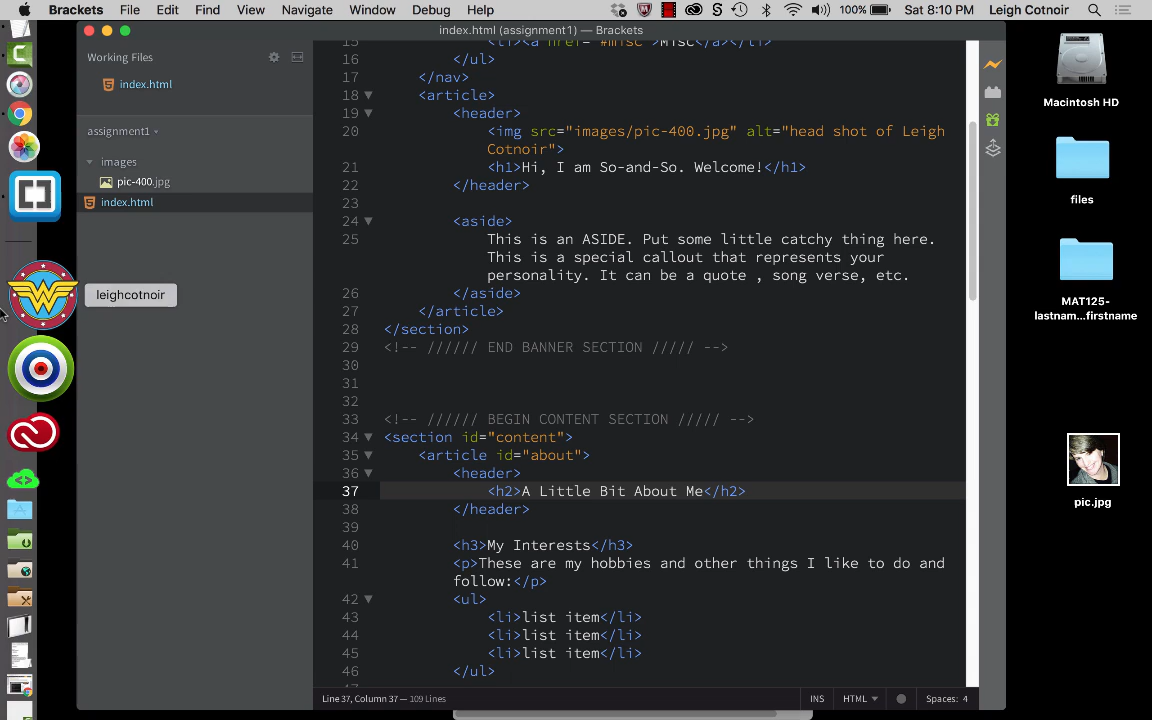 Brackets File Edit Find View Navigate Window Debug Help 100% Sat 8:10 PM Leigh Cotnoir
index.html (assignment1) — Brackets
Working Files
index.html
assignment1
images
pic-400.jpg
index.html
leighcotnoir
15 <li><a href="#misc">Misc</a></li>
16 </ul>
17 </nav>
18 <article>
19 <header>
20 <img src="images/pic-400.jpg" alt="head shot of Leigh
Cotnoir">
21 <h1>Hi, I am So-and-So. Welcome!</h1>
22 </header>
23
24 <aside>
25 This is an ASIDE. Put some little catchy thing here.
This is a special callout that represents your
personality. It can be a quote , song verse, etc.
26 </aside>
27 </article>
28 </section>
29 <!-- ////// END BANNER SECTION ///// -->
30
31
32
33 <!-- ////// BEGIN CONTENT SECTION ///// -->
34 <section id="content">
35 <article id="about">
36 <header>
37 <h2>A Little Bit About Me</h2>
38 </header>
39
40 <h3>My Interests</h3>
41 <p>These are my hobbies and other things I like to do and
follow:</p>
42 <ul>
43 <li>list item</li>
44 <li>list item</li>
45 <li>list item</li>
46 </ul>
Line 37, Column 37 — 109 Lines
INS HTML Spaces: 4
Macintosh HD
files
MAT125-
lastnam...firstname
pic.jpg